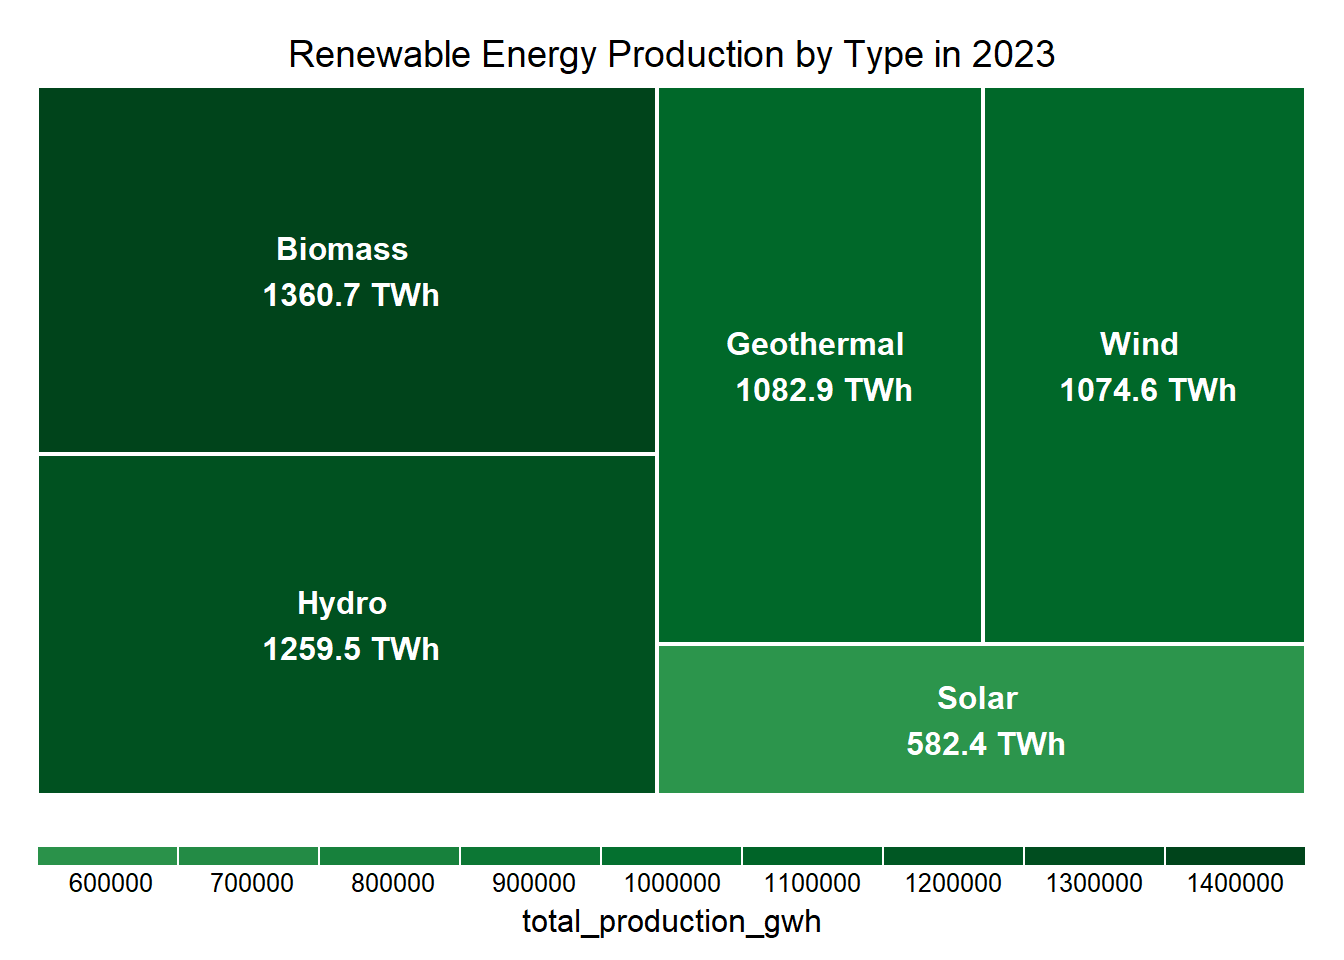 Renewable Energy Production by Type in 2023
Biomass
1360.7 TWh
Hydro
1259.5 TWh
Geothermal
1082.9 TWh
Wind
1074.6 TWh
Solar
582.4 TWh
600000 700000 800000 900000 1000000 1100000 1200000 1300000 1400000
total_production_gwh